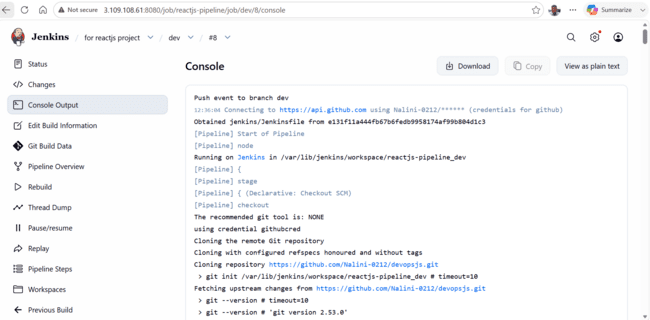 Not secure 3.109.108.61:8080/job/reactjs-pipeline/job/dev/8/console
Summarize
Jenkins for reactjs project dev #8
Status
Changes
Console Output
Edit Build Information
Git Build Data
Pipeline Overview
Rebuild
Thread Dump
Pause/resume
Replay
Pipeline Steps
Workspaces
Previous Build
Console
Download
Copy
View as plain text
Push event to branch dev
12:36:04 Connecting to https://api.github.com using Nalini-0212/****** (credentials for github)
Obtained jenkins/Jenkinsfile from e131f11a444fb67b6fedb9958174af99b804d1c3
[Pipeline] Start of Pipeline
[Pipeline] node
Running on Jenkins in /var/lib/jenkins/workspace/reactjs-pipeline_dev
[Pipeline] {
[Pipeline] stage
[Pipeline] { (Declarative: Checkout SCM)
[Pipeline] checkout
The recommended git tool is: NONE
using credential githubcred
Cloning the remote Git repository
Cloning with configured refspecs honoured and without tags
Cloning repository https://github.com/Nalini-0212/devopsjs.git
> git init /var/lib/jenkins/workspace/reactjs-pipeline_dev # timeout=10
Fetching upstream changes from https://github.com/Nalini-0212/devopsjs.git
> git --version # timeout=10
> git --version # 'git version 2.53.0'